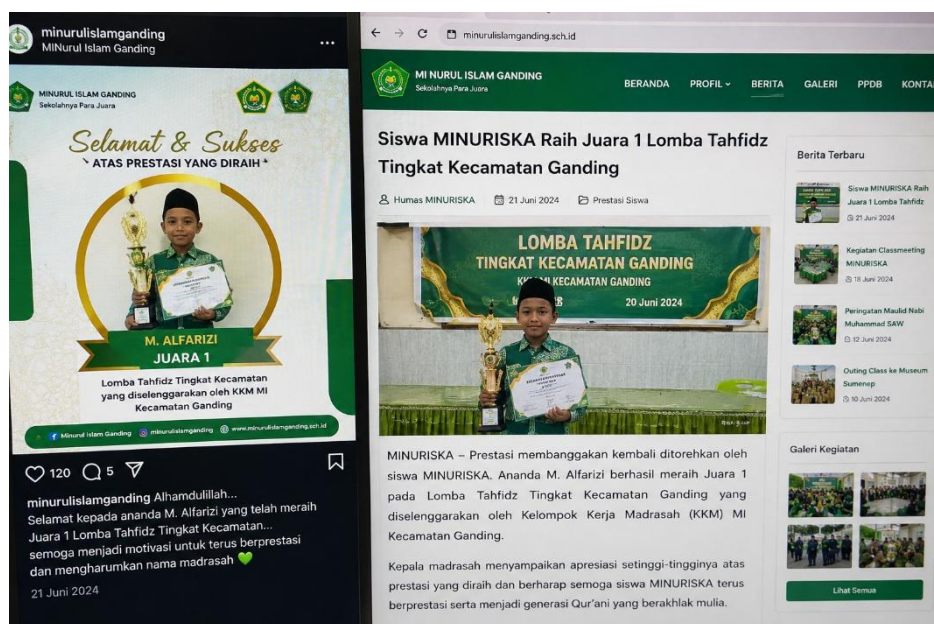 minurulislamganding
MINurul Islam Ganding
MINURUL ISLAM GANDING
Sekolahnya Para Juara
Selamat & Sukses
ATAS PRESTASI YANG DIRAIH
M. ALFARIZI
JUARA 1
Lomba Tahfidz Tingkat Kecamatan
yang diselenggarakan oleh KKM MI
Kecamatan Ganding
Minurul Islam Ganding
minurulislamganding
120
5
minurulislamganding Alhamdulillah...
Selamat kepada ananda M. Alfarizi yang telah meraih
Juara 1 Lomba Tahfidz Tingkat Kecamatan...
semoga menjadi motivasi untuk terus berprestasi
dan mengharumkan nama madrasah 💚
21 Juni 2024
minurulislamganding.sch.id
MI NURUL ISLAM GANDING
Sekolahnya Para Juara
BERANDA PROFIL BERITA GALERI PPDB KONTA
Siswa MINURISKA Raih Juara 1 Lomba Tahfidz
Tingkat Kecamatan Ganding
Humas MINURISKA 21 Juni 2024 Prestasi Siswa
LOMBA TAHFIDZ
TINGKAT KECAMATAN GANDING
MI KECAMATAN GANDING
20 Juni 2024
MINURISKA – Prestasi membanggakan kembali ditorehkan oleh
siswa MINURISKA. Ananda M. Alfarizi berhasil meraih Juara 1
pada Lomba Tahfidz Tingkat Kecamatan Ganding yang
diselenggarakan oleh Kelompok Kerja Madrasah (KKM) MI
Kecamatan Ganding.
Kepala madrasah menyampaikan apresiasi setinggi-tingginya atas
prestasi yang diraih dan berharap semoga siswa MINURISKA terus
berprestasi serta menjadi generasi Qur'ani yang berakhlak mulia.
Berita Terbaru
Siswa MINURISKA Raih
Juara 1 Lomba Tahfidz
21 Juni 2024
Kegiatan Classmeeting
MINURISKA
18 Juni 2024
Peringatan Maulid Nabi
Muhammad SAW
12 Juni 2024
Outing Class ke Museum
Sumenep
10 Juni 2024
Galeri Kegiatan
Lihat Semua